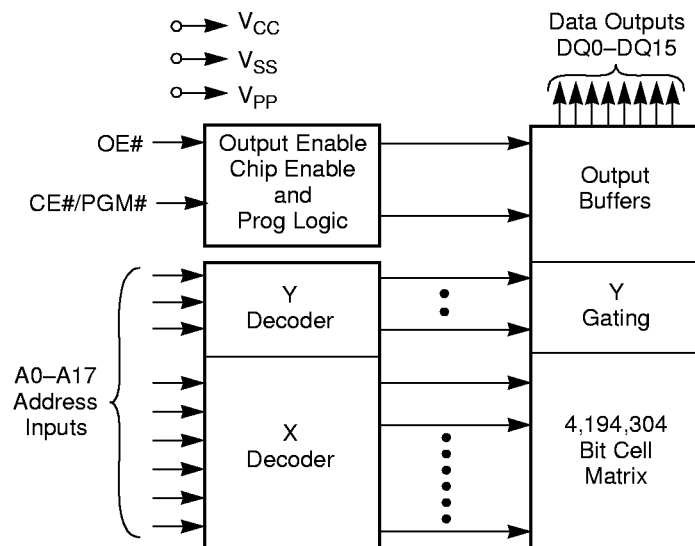 VCC
VSS
VPP
Data Outputs
DQ0–DQ15
OE#
CE#/PGM#
Output Enable
Chip Enable
and
Prog Logic
Output
Buffers
A0–A17
Address
Inputs
Y
Decoder
Y
Gating
X
Decoder
4,194,304
Bit Cell
Matrix